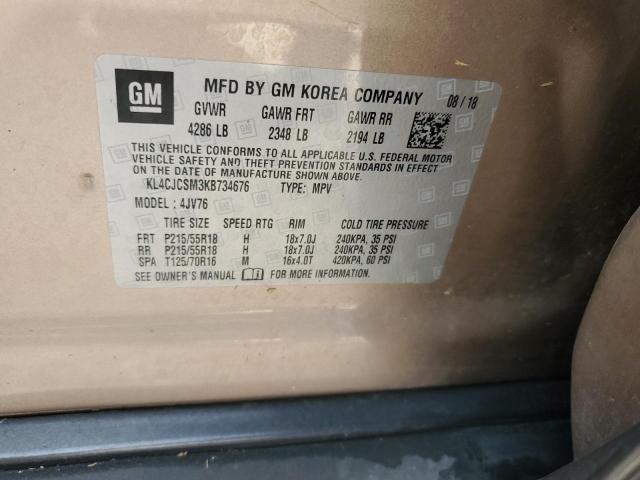 GM
MFD BY GM KOREA COMPANY 08/18
GVWR GAWR FRT GAWR RR
4286 LB 2348 LB 2194 LB
THIS VEHICLE CONFORMS TO ALL APPLICABLE U.S. FEDERAL MOTOR
VEHICLE SAFETY AND THEFT PREVENTION STANDARDS IN EFFECT
ON THE DATE OF MANUFACTURE SHOWN ABOVE.
KL4CJCSM3KB734676 TYPE: MPV
MODEL: 4JV76
TIRE SIZE SPEED RTG RIM COLD TIRE PRESSURE
FRT P215/55R18 H 18x7.0J 240KPA, 35 PSI
RR P215/55R18 H 18x7.0J 240KPA, 35 PSI
SPA T125/70R16 M 16x4.0T 420KPA, 60 PSI
SEE OWNER'S MANUAL FOR MORE INFORMATION.